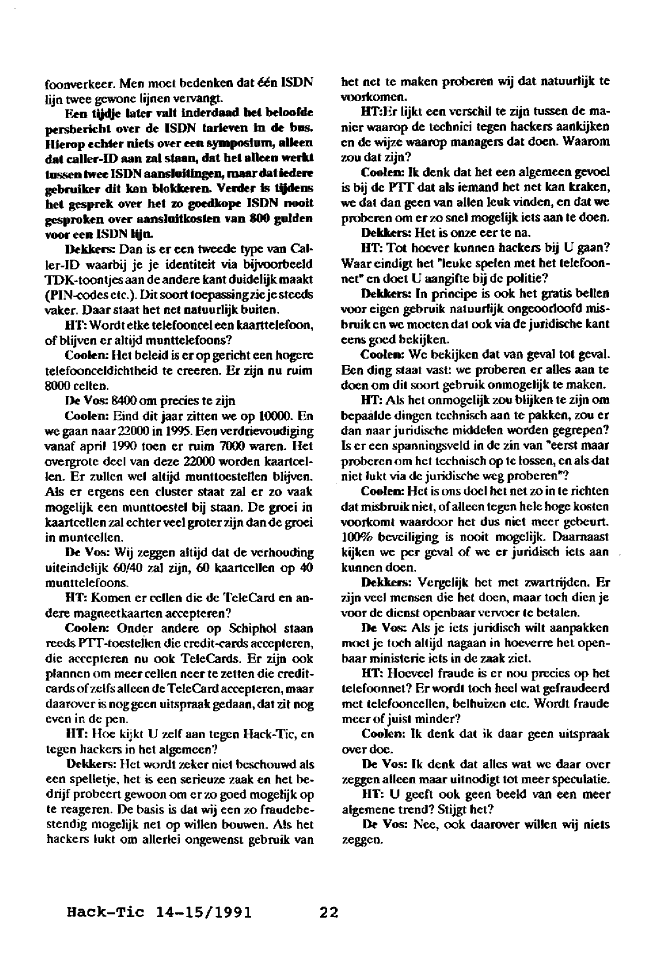 foonverkeer. Men moet bedenken dat één ISDN
lijn twee gewone lijnen vervangt.
Een tijdje later valt inderdaad het beloofde
persbericht over de ISDN tarieven in de bus.
Hierop echter niets over een symposium, alleen
dat caller-ID aan zal staan, dat het alleen werkt
tussen twee ISDN aansluitingen, maar dat iedere
gebruiker dit kan blokkeren. Verder is tijdens
het gesprek over het zo goedkope ISDN nooit
gesproken over aansluitkosten van 800 gulden
voor een ISDN lijn.
Dekkers: Dan is er een tweede type van Cal-
ler-ID waarbij je je identiteit via bijvoorbeeld
TDK-toontjes aan de andere kant duidelijk maakt
(PIN-codes etc.). Dit soort toepassing zie je steeds
vaker. Daar staat het net natuurlijk buiten.
HT: Wordt elke telefooncel een kaarttelefoon,
of blijven er altijd munttelefoons?
Coolen: Het beleid is er op gericht een hogere
telefoonceldichtheid te creeren. Er zijn nu ruim
8000 cellen.
De Vos: 8400 om precies te zijn
Coolen: Eind dit jaar zitten we op 10000. En
we gaan naar 22000 in 1995. Een verdrievoudiging
vanaf april 1990 toen er ruim 7000 waren. Het
overgrote deel van deze 22000 worden kaartcel-
len. Er zullen wel altijd munttoestellen blijven.
Als er ergens een cluster staat zal er zo vaak
mogelijk een munttoestel bij staan. De groei in
kaartcellen zal echter veel groter zijn dan de groei
in muntcellen.
De Vos: Wij zeggen altijd dat de verhouding
uiteindelijk 60/40 zal zijn, 60 kaartcellen op 40
munttelefoons.
HT: Komen er cellen die de TeleCard en an-
dere magneetkaarten accepteren?
Coolen: Onder andere op Schiphol staan
reeds PTT-toestellen die credit-cards accepteren,
die accepteren nu ook TeleCards. Er zijn ook
plannen om meer cellen neer te zetten die credit-
cards of zelfs alleen de TeleCard accepteren, maar
daarover is nog geen uitspraak gedaan, dat zit nog
even in de pen.
HT: Hoe kijkt U zelf aan tegen Hack-Tic, en
tegen hackers in het algemeen?
Dekkers: Het wordt zeker niet beschouwd als
een spelletje, het is een serieuze zaak en het be-
drijf probeert gewoon om er zo goed mogelijk op
te reageren. De basis is dat wij een zo fraudebe-
stendig mogelijk net op willen bouwen. Als het
hackers lukt om allerlei ongewenst gebruik van
het net te maken proberen wij dat natuurlijk te
voorkomen.
HT:Er lijkt een verschil te zijn tussen de ma-
nier waarop de technici tegen hackers aankijken
en de wijze waarop managers dat doen. Waarom
zou dat zijn?
Coolen: Ik denk dat het een algemeen gevoel
is bij de PTT dat als iemand het net kan kraken,
we dat dan geen van allen leuk vinden, en dat we
proberen om er zo snel mogelijk iets aan te doen.
Dekkers: Het is onze eer te na.
HT: Tot hoever kunnen hackers bij U gaan?
Waar eindigt het "leuke spelen met het telefoon-
net" en doet U aangifte bij de politie?
Dekkers: In principe is ook het gratis bellen
voor eigen gebruik natuurlijk ongeoorloofd mis-
bruik en we moeten dat ook via de juridische kant
eens goed bekijken.
Coolen: We bekijken dat van geval tot geval.
Een ding staat vast: we proberen er alles aan te
doen om dit soort gebruik onmogelijk te maken.
HT: Als het onmogelijk zou blijken te zijn om
bepaalde dingen technisch aan te pakken, zou er
dan naar juridische middelen worden gegrepen?
Is er een spanningsveld in de zin van "eerst maar
proberen om het technisch op te lossen, en als dat
niet lukt via de juridische weg proberen"?
Coolen: Het is ons doel het net zo in te richten
dat misbruik niet, of alleen tegen hele hoge kosten
voorkomt waardoor het dus niet meer gebeurt.
100% beveiliging is nooit mogelijk. Daarnaast
kijken we per geval of we er juridisch iets aan
kunnen doen.
Dekkers: Vergelijk het met zwartrijden. Er
zijn veel mensen die het doen, maar toch dien je
voor de dienst openbaar vervoer te betalen.
De Vos: Als je iets juridisch wilt aanpakken
moet je toch altijd nagaan in hoeverre het open-
baar ministerie iets in de zaak ziet.
HT: Hoeveel fraude is er nou precies op het
telefoonnet? Er wordt toch heel wat gefraudeerd
met telefooncellen, belhuizen etc. Wordt fraude
meer of juist minder?
Coolen: Ik denk dat ik daar geen uitspraak
over doe.
De Vos: Ik denk dat alles wat we daar over
zeggen alleen maar uitnodigt tot meer speculatie.
HT: U geeft ook geen beeld van een meer
algemene trend? Stijgt het?
De Vos: Nee, ook daarover willen wij niets
zeggen.
Hack-Tic 14-15/1991 22